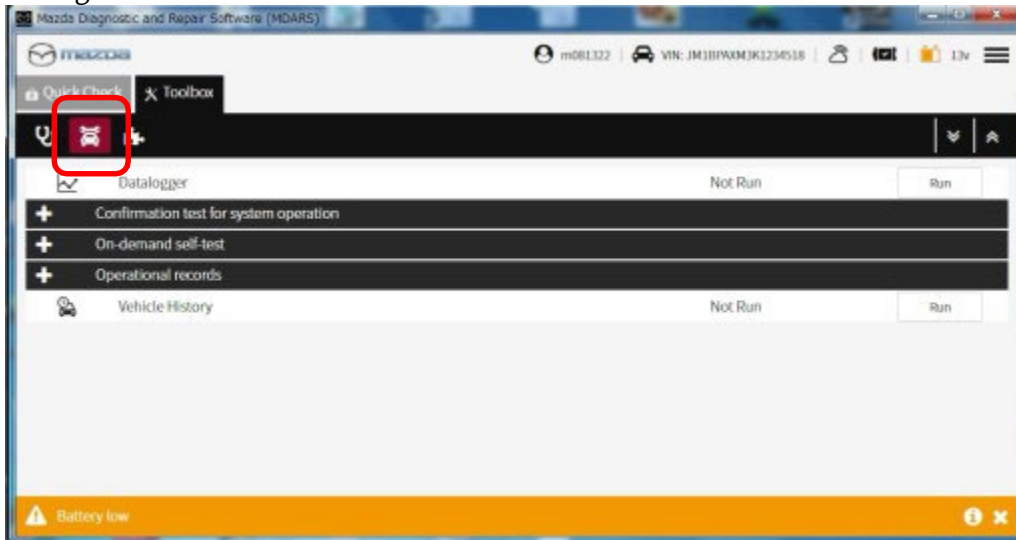 Mazda Diagnostic and Repair Software (MDARS)
mazda m081322 VIN: JM1BPAXM3K1234518 13v
Quick Check Toolbox
Datalogger Not Run Run
Confirmation test for system operation
On-demand self-test
Operational records
Vehicle History Not Run Run
Battery low